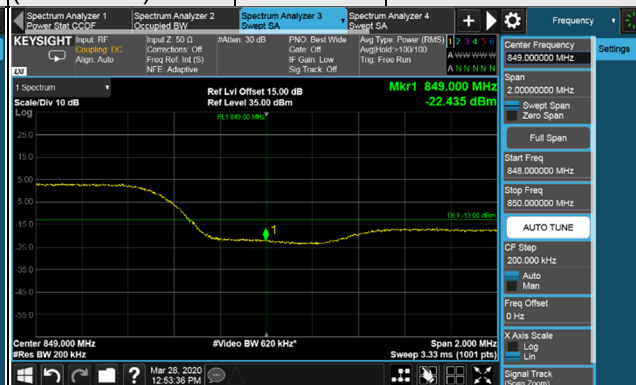 Spectrum Analyzer 1
Power Stat CCDF
Spectrum Analyzer 2
Occupied BW
Spectrum Analyzer 3
Swept SA
Spectrum Analyzer 4
Swept SA
Frequency
KEYSIGHT
Input: RF
Coupling: DC
Align: Auto
Input Z: 50 Ω
Corrections: Off
Freq Ref: Int (S)
NFE: Adaptive
#Atten: 30 dB
PNO: Best Wide
Gate: Off
IF Gain: Low
Sig Track: Off
Avg Type: Power (RMS)
Avg|Hold:>100/100
Trig: Free Run
1 2 3 4 5 6
A W W W W W
A N N N N N
LXI
1 Spectrum
Scale/Div 10 dB
Log
Ref Lvl Offset 15.00 dB
Ref Level 35.00 dBm
Mkr1 849.000 MHz
-22.435 dBm
25.0
15.0
5.00
-5.00
-15.0
-25.0
-35.0
-45.0
-55.0
DL1 -13.00 dBm
1
Center 849.000 MHz
#Res BW 200 kHz
#Video BW 620 kHz*
Span 2.000 MHz
Sweep 3.33 ms (1001 pts)
Center Frequency
849.000000 MHz
Settings
Span
2.00000000 MHz
Swept Span
Zero Span
Full Span
Start Freq
848.000000 MHz
Stop Freq
850.000000 MHz
AUTO TUNE
CF Step
200.000 kHz
Auto
Man
Freq Offset
0 Hz
X Axis Scale
Log
Lin
Signal Track
(Span Zoom)
Mar 28, 2020
12:53:36 PM